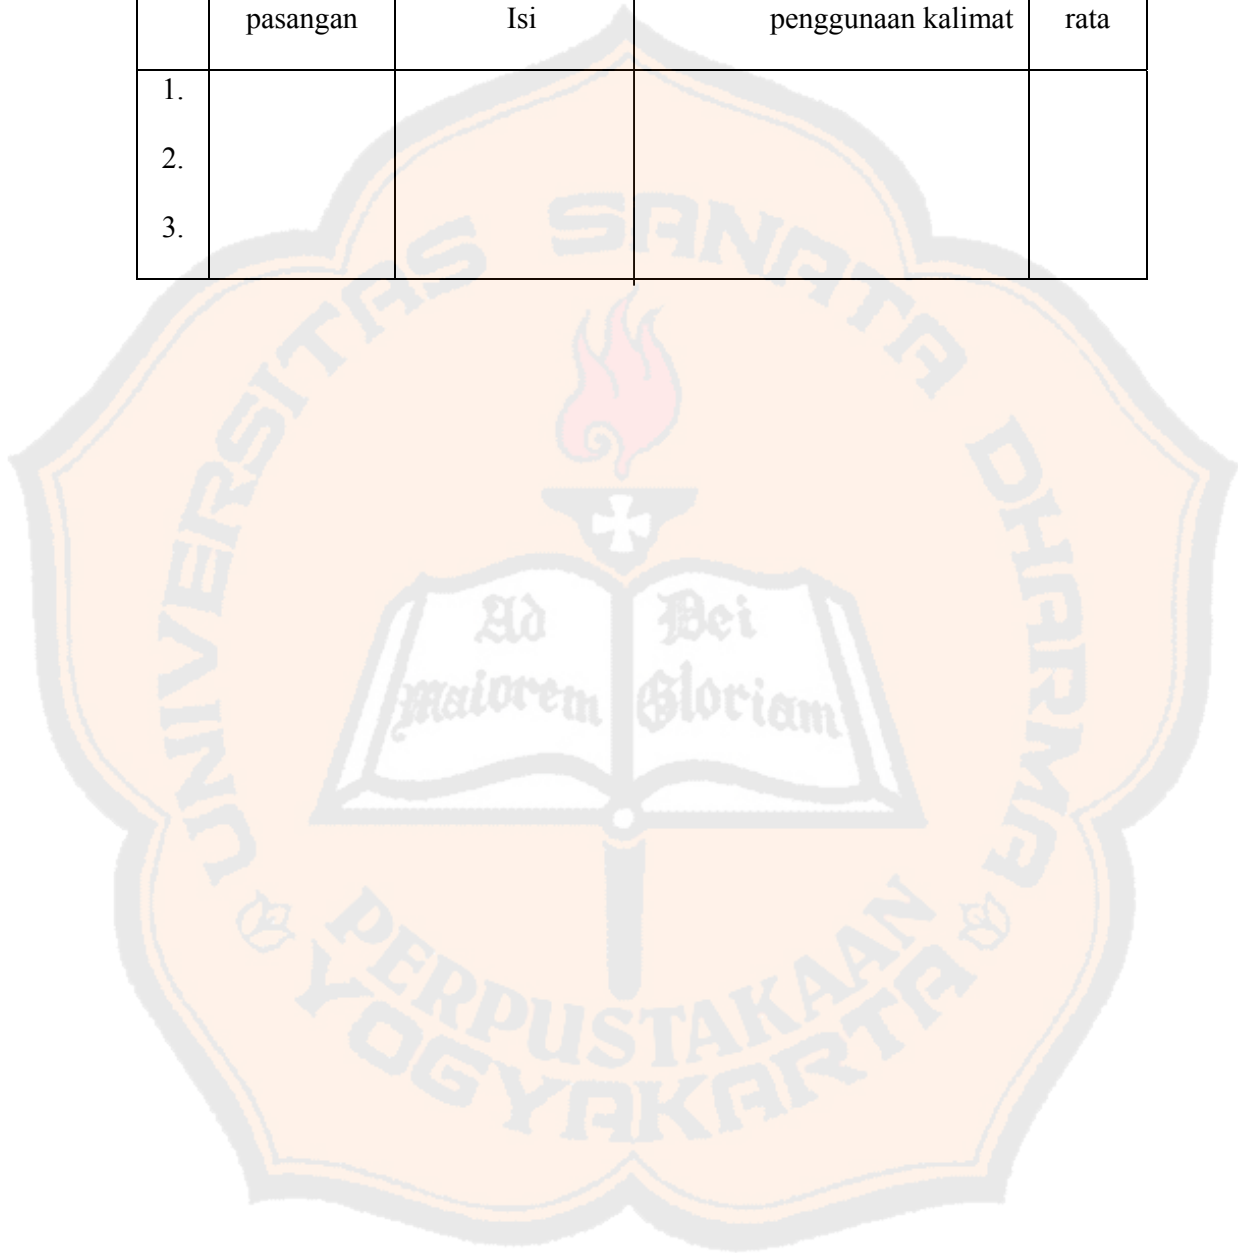 pasangan Isi penggunaan kalimat rata
1.
2.
3.
UNIVERSITAS SANATA DHARMA
Ad Dei
Maiorem Gloriam
PERPUSTAKAAN
YOGYAKARTA